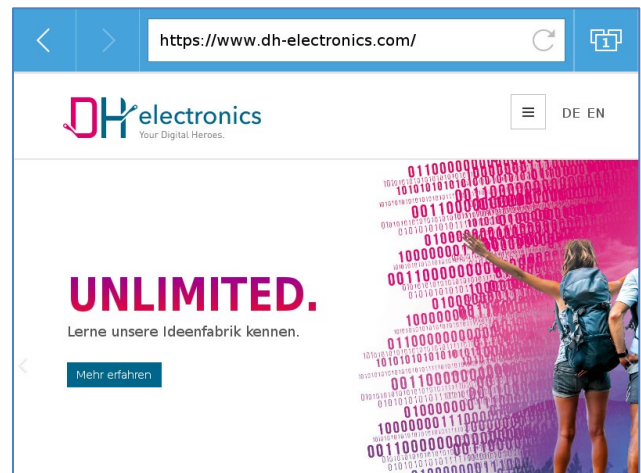 https://www.dh-electronics.com/
1
DH electronics
Your Digital Heroes.
DE EN
UNLIMITED.
Lerne unsere Ideenfabrik kennen.
Mehr erfahren